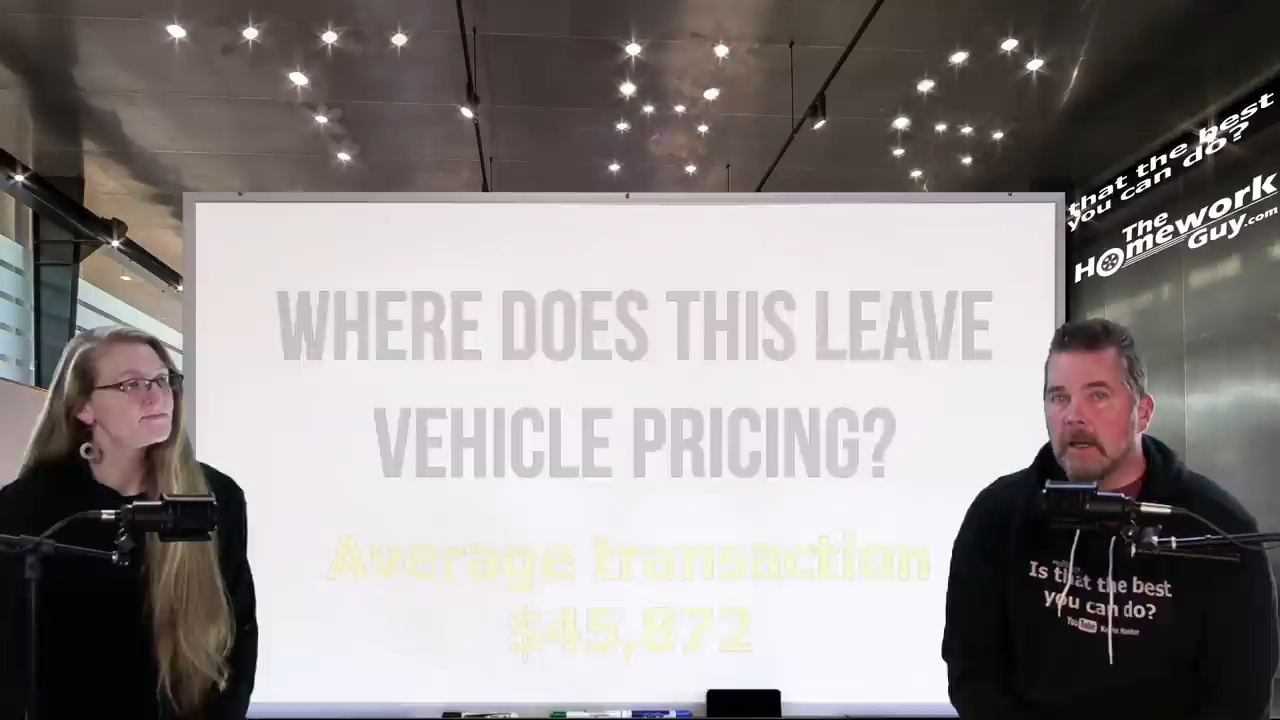 that the best
you can do?
The
Homework
Guy.com
WHERE DOES THIS LEAVE
VEHICLE PRICING?
Average transaction
$45,872
Is that the best
you can do?
YouTube